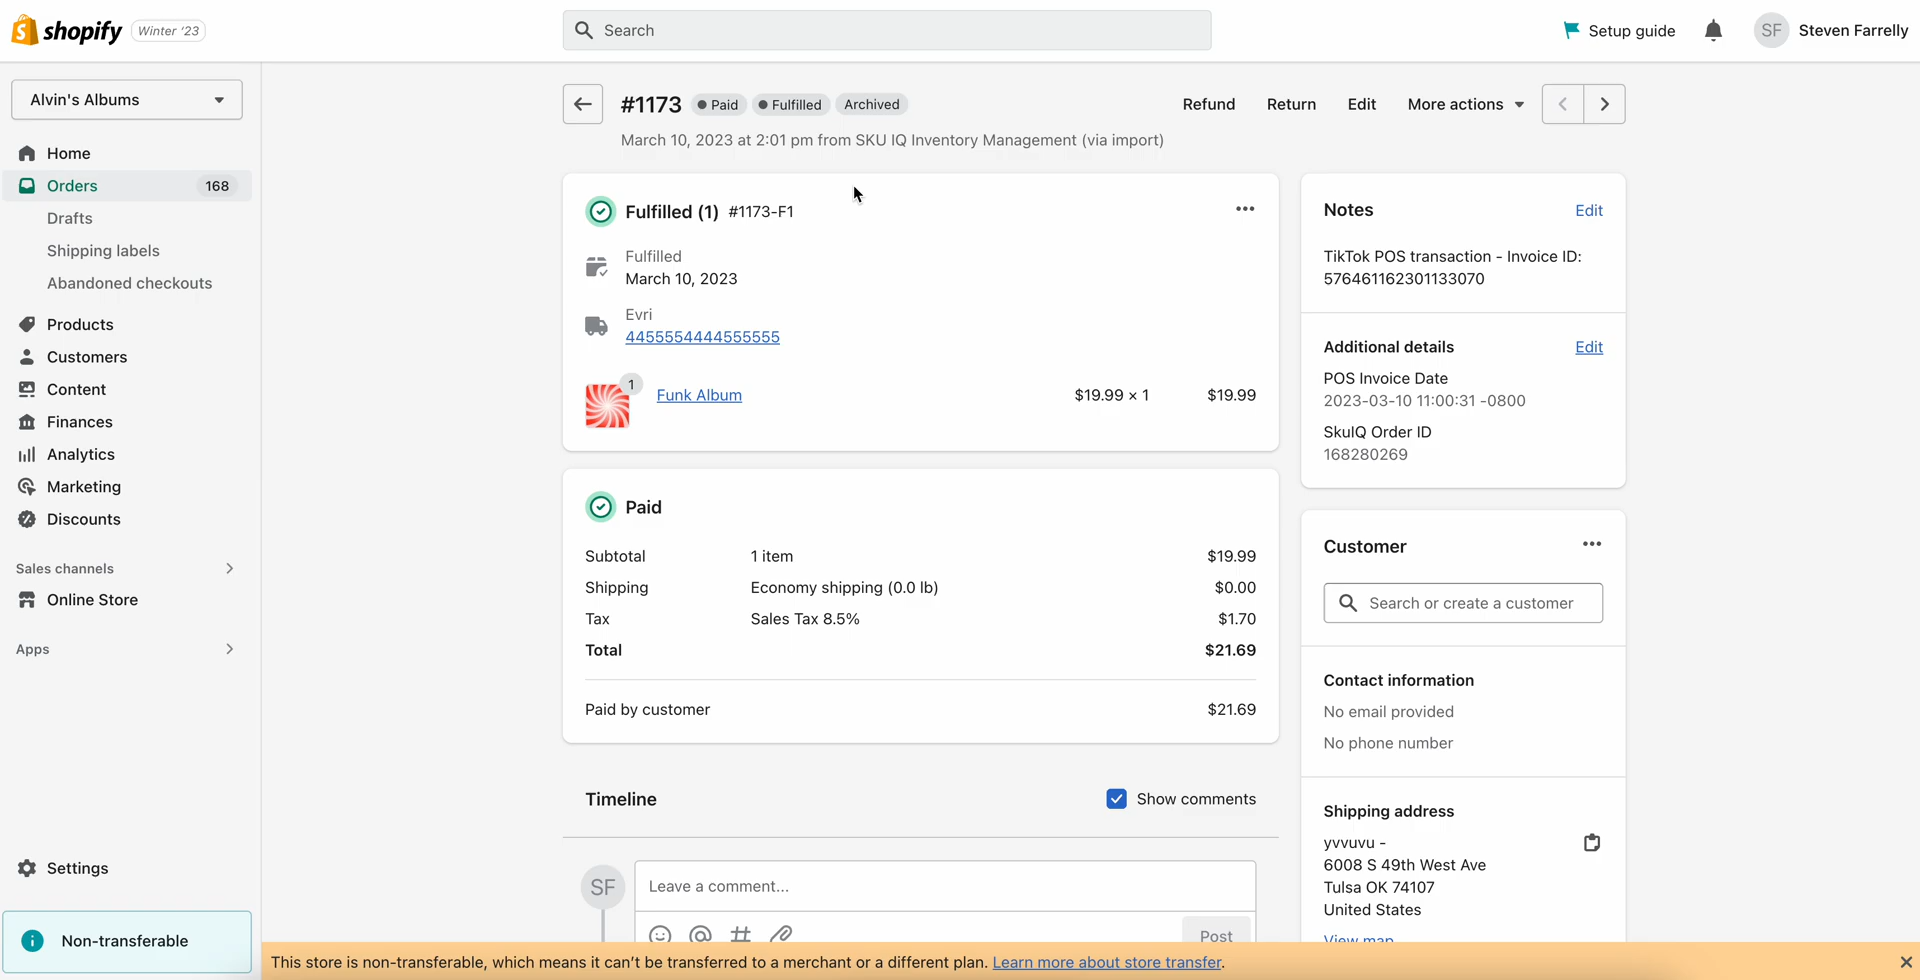 shopify Winter '23
Search
Setup guide
SF Steven Farrelly
Alvin's Albums
Home
Orders 168
Drafts
Shipping labels
Abandoned checkouts
Products
Customers
Content
Finances
Analytics
Marketing
Discounts
Sales channels
Online Store
Apps
Settings
Non-transferable
#1173 Paid Fulfilled Archived
Refund Return Edit More actions
March 10, 2023 at 2:01 pm from SKU IQ Inventory Management (via import)
Fulfilled (1) #1173-F1
Fulfilled
March 10, 2023
Evri
4455554444555555
1
Funk Album $19.99 × 1 $19.99
Paid
Subtotal 1 item $19.99
Shipping Economy shipping (0.0 lb) $0.00
Tax Sales Tax 8.5% $1.70
Total $21.69
Paid by customer $21.69
Timeline Show comments
SF Leave a comment...
Post
Notes Edit
TikTok POS transaction - Invoice ID:
576461162301133070
Additional details Edit
POS Invoice Date
2023-03-10 11:00:31 -0800
SkuIQ Order ID
168280269
Customer
Search or create a customer
Contact information
No email provided
No phone number
Shipping address
yvvuvu -
6008 S 49th West Ave
Tulsa OK 74107
United States
View map
This store is non-transferable, which means it can't be transferred to a merchant or a different plan. Learn more about store transfer.